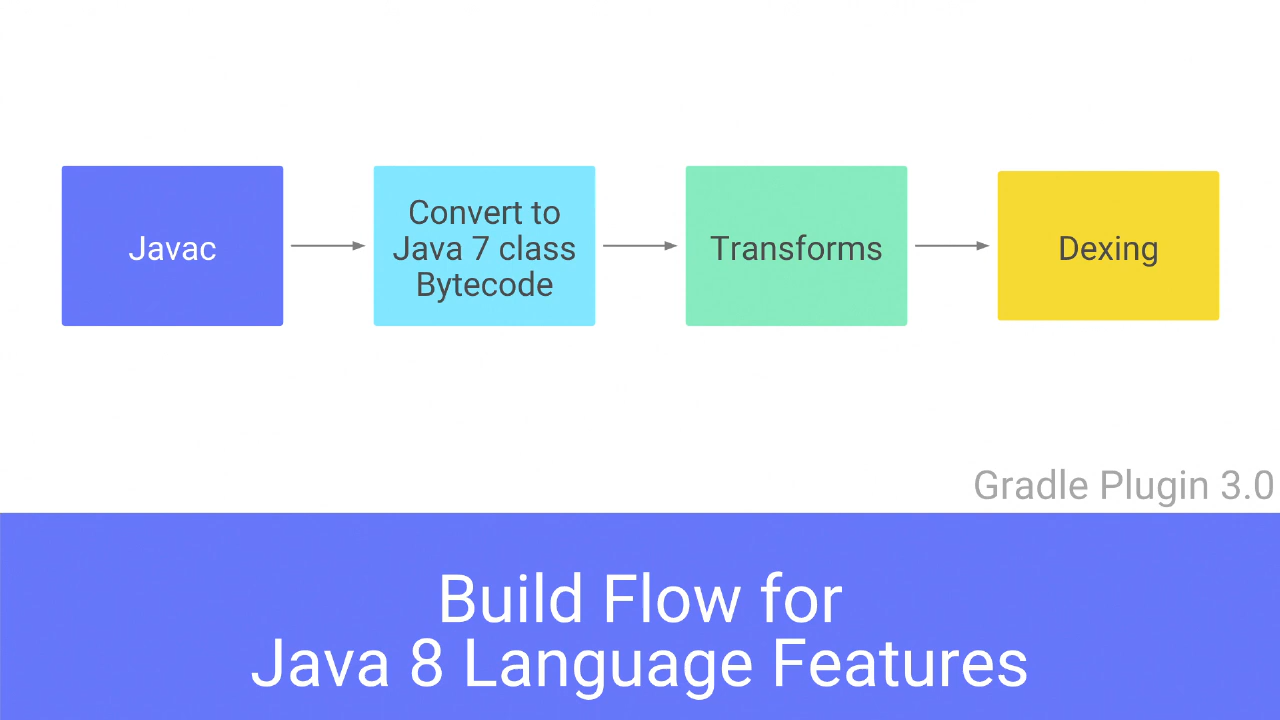 Javac
Convert to
Java 7 class
Bytecode
Transforms
Dexing
Gradle Plugin 3.0
Build Flow for
Java 8 Language Features